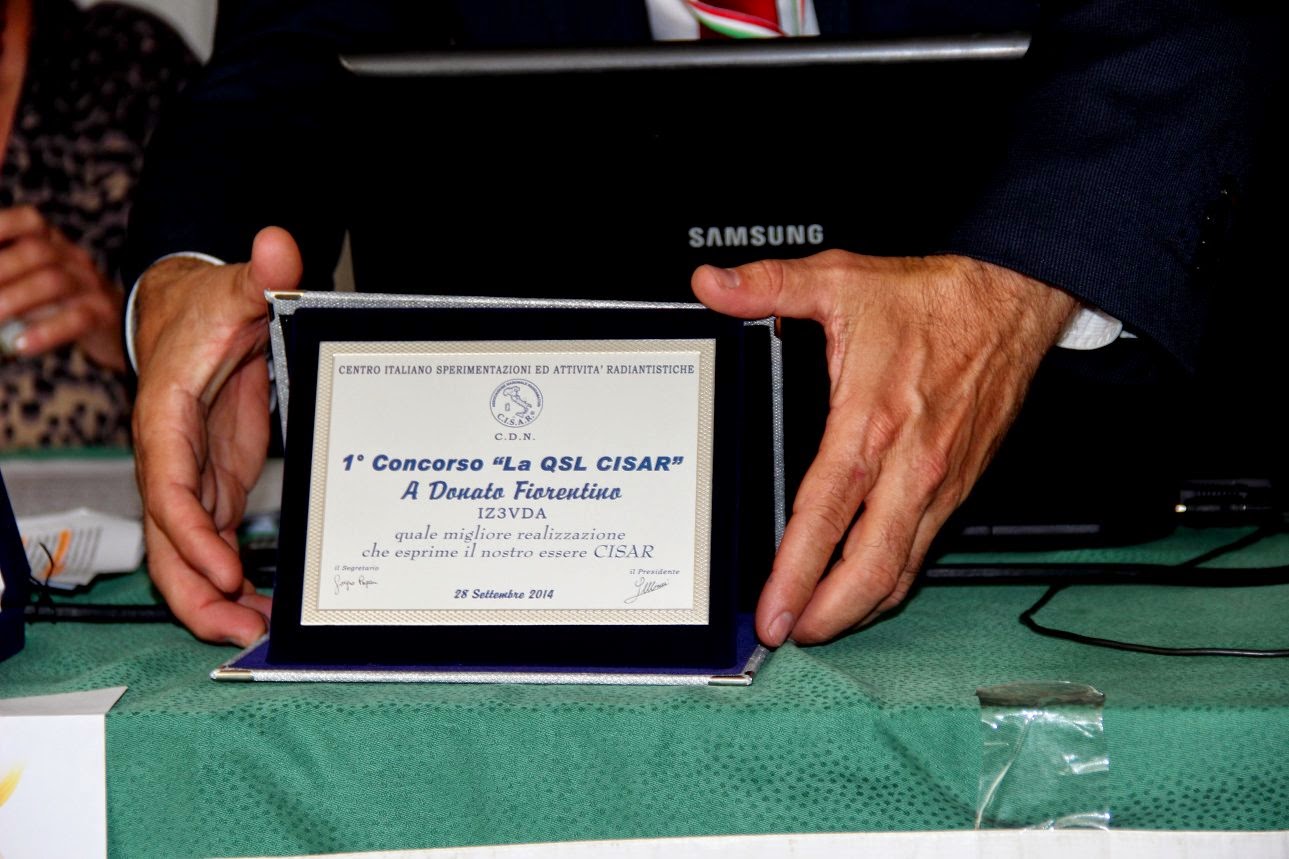 SAMSUNG
CENTRO ITALIANO SPERIMENTAZIONI ED ATTIVITA' RADIANTISTICHE
C.I.S.A.R.
C.D.N.
1° Concorso “La QSL CISAR”
A Donato Fiorentino
IZ3VDA
quale migliore realizzazione
che esprime il nostro essere CISAR
il Segretario
il Presidente
28 Settembre 2014